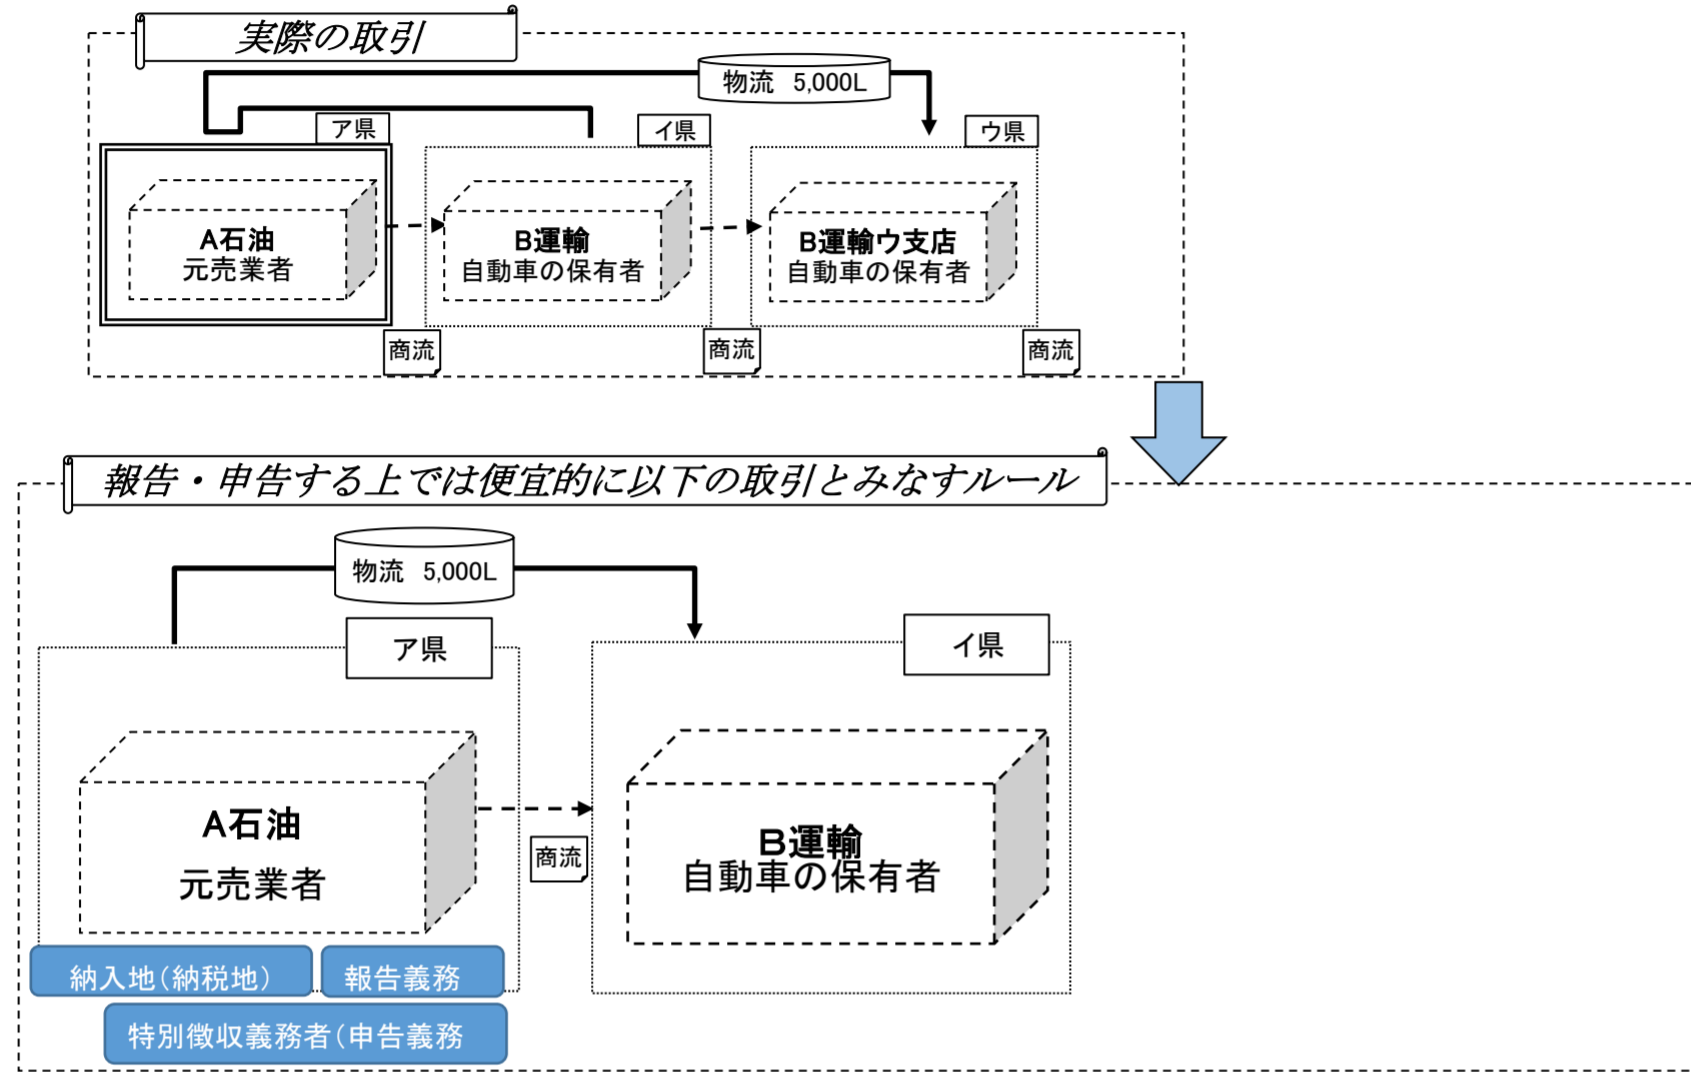 実際の取引
物流　5,000L
ア県
イ県
ウ県
A石油
元売業者
B運輸
自動車の保有者
B運輸ウ支店
自動車の保有者
商流
商流
商流
報告・申告する上では便宜的に以下の取引とみなすルール
物流　5,000L
ア県
イ県
A石油
元売業者
商流
B運輸
自動車の保有者
納入地(納税地)
報告義務
特別徴収義務者(申告義務